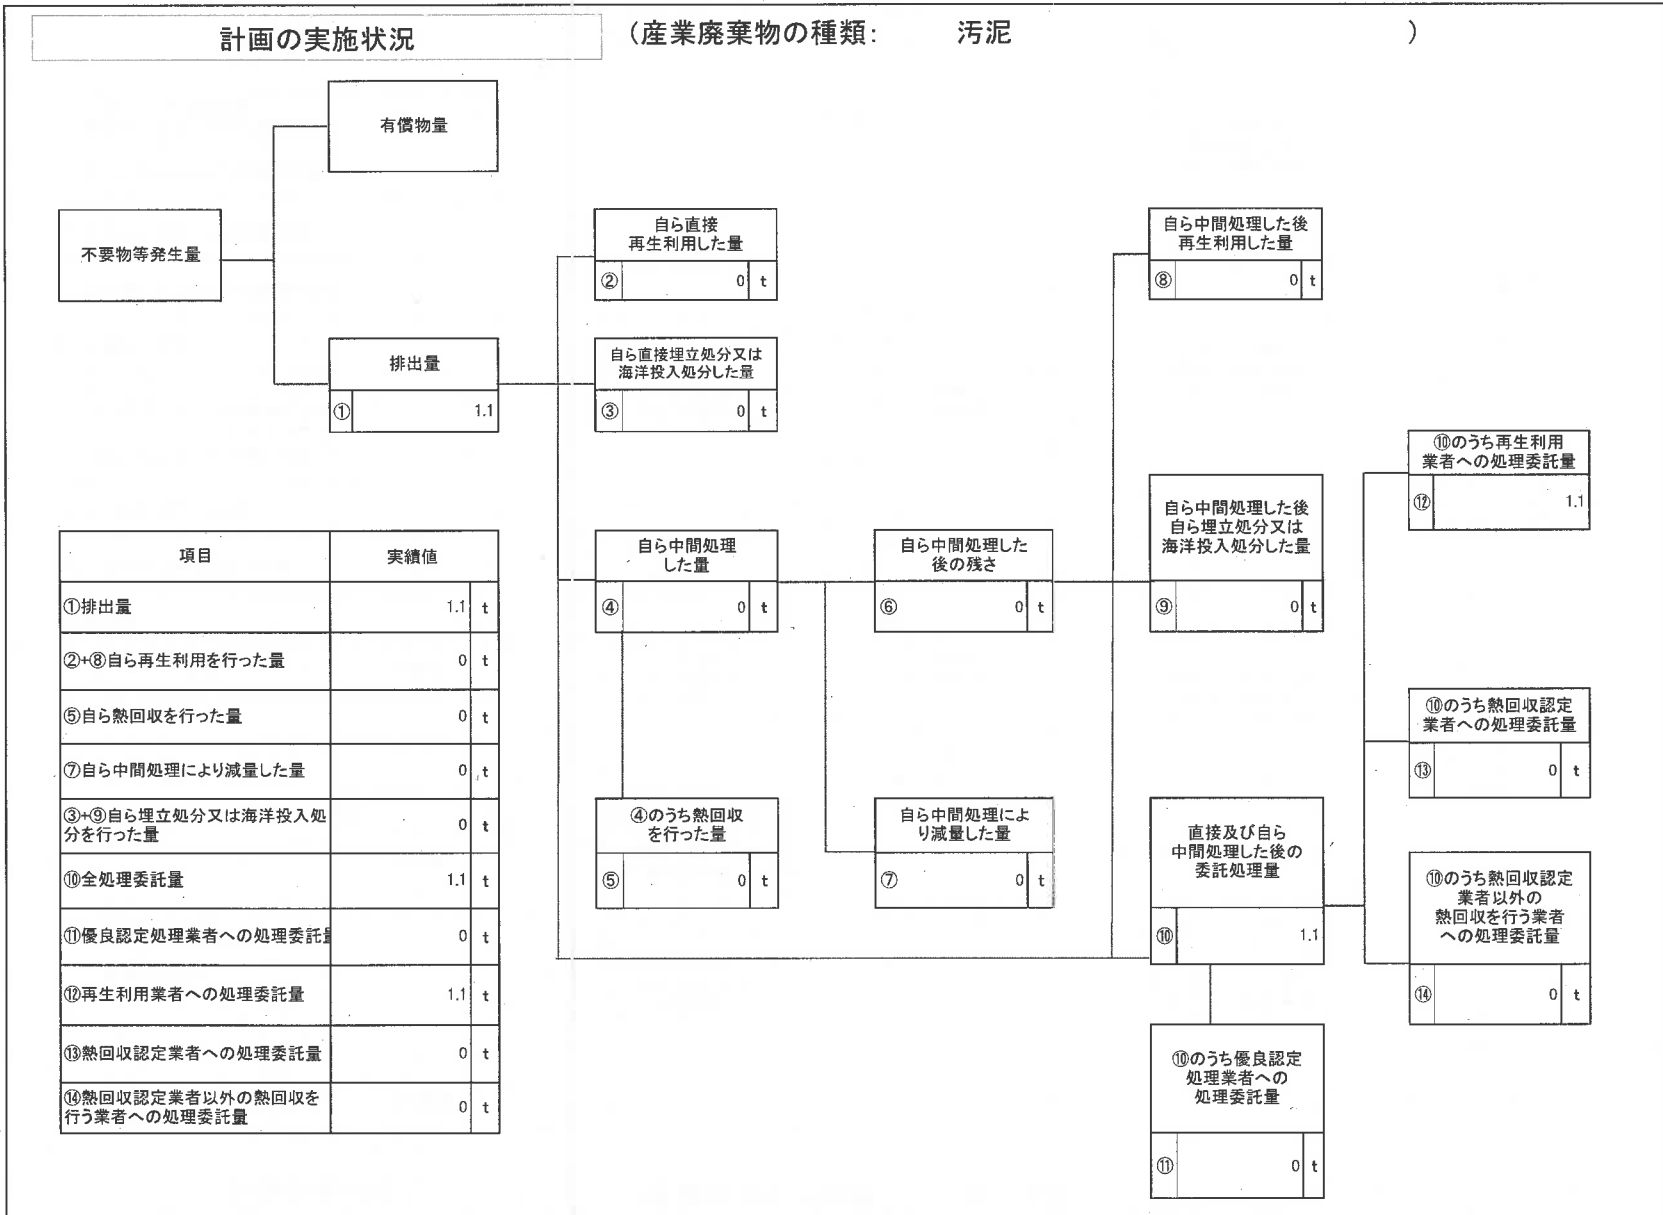 計画の実施状況
(産業廃棄物の種類: 汚泥 )
有償物量
不要物等発生量
排出量
① 1.1
自ら直接
再生利用した量
② 0 t
自ら直接埋立処分又は
海洋投入処分した量
③ 0 t
自ら中間処理
した量
④ 0 t
④のうち熱回収
を行った量
⑤ 0 t
自ら中間処理した
後の残さ
⑥ 0 t
自ら中間処理によ
り減量した量
⑦ 0 t
自ら中間処理した後
再生利用した量
⑧ 0 t
自ら中間処理した後
自ら埋立処分又は
海洋投入処分した量
⑨ 0 t
直接及び自ら
中間処理した後の
委託処理量
⑩ 1.1
⑩のうち優良認定
処理業者への
処理委託量
⑪ 0 t
⑩のうち再生利用
業者への処理委託量
⑫ 1.1
⑩のうち熱回収認定
業者への処理委託量
⑬ 0 t
⑩のうち熱回収認定
業者以外の
熱回収を行う業者
への処理委託量
⑭ 0 t
項目 実績値
①排出量 1.1 t
②+⑧自ら再生利用を行った量 0 t
⑤自ら熱回収を行った量 0 t
⑦自ら中間処理により減量した量 0 t
③+⑨自ら埋立処分又は海洋投入処
分を行った量 0 t
⑩全処理委託量 1.1 t
⑪優良認定処理業者への処理委託量 0 t
⑫再生利用業者への処理委託量 1.1 t
⑬熱回収認定業者への処理委託量 0 t
⑭熱回収認定業者以外の熱回収を
行う業者への処理委託量 0 t